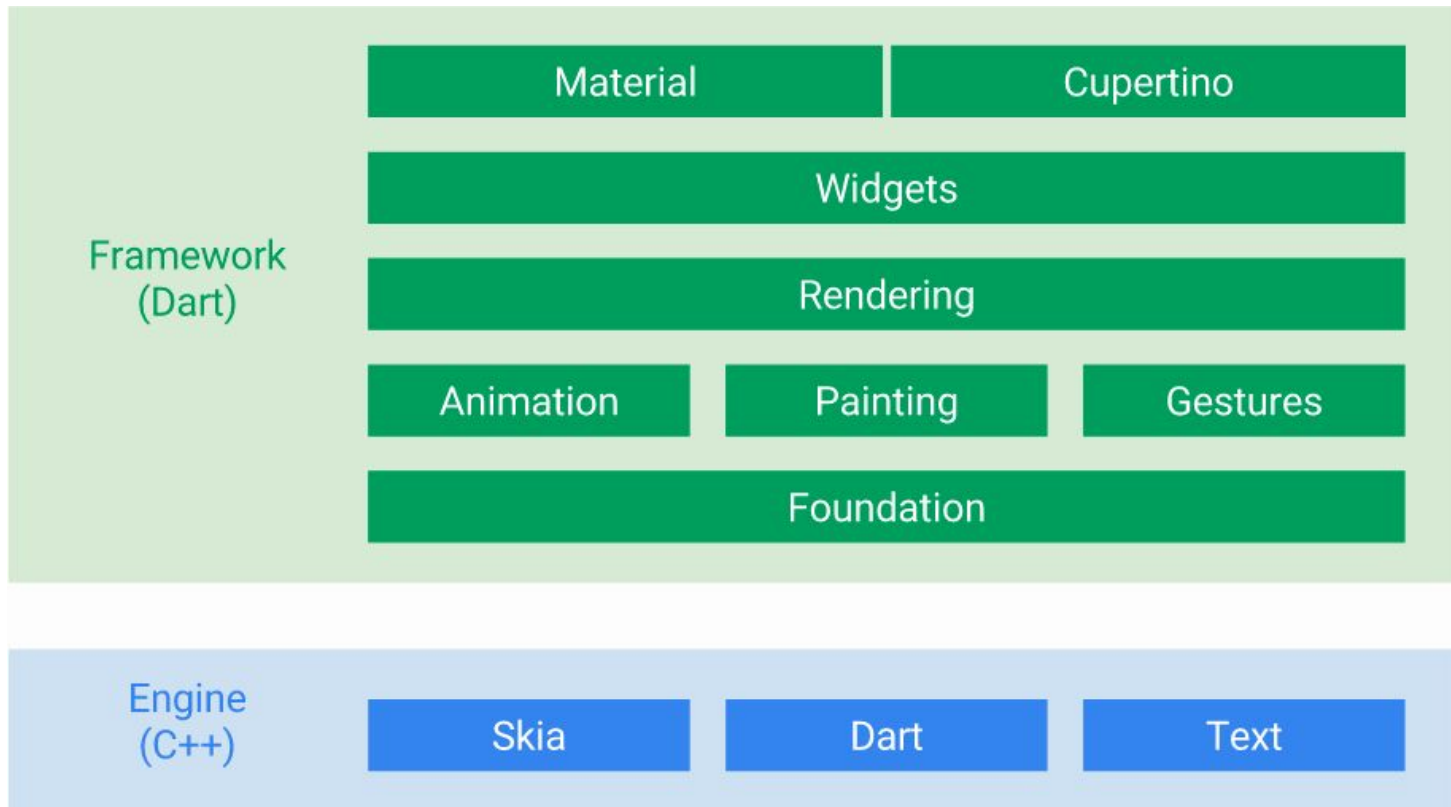 Material
Cupertino
Widgets
Framework
(Dart)
Rendering
Animation
Painting
Gestures
Foundation
Engine
(C++)
Skia
Dart
Text